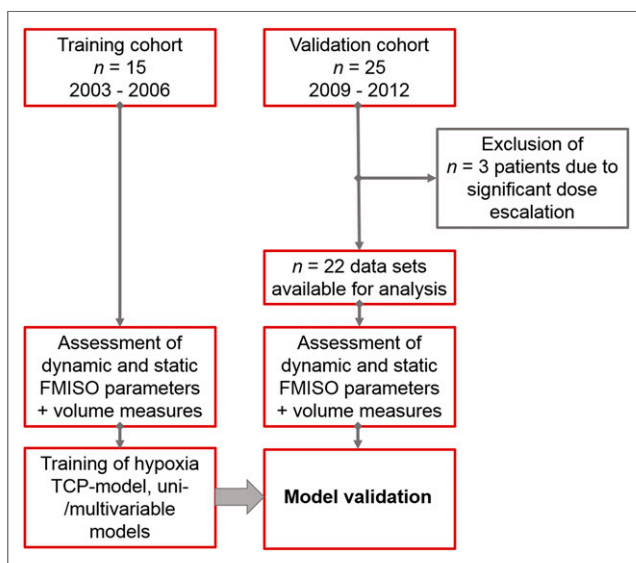 Training cohort
n = 15
2003 - 2006
Validation cohort
n = 25
2009 - 2012
Exclusion of
n = 3 patients due to
significant dose
escalation
n = 22 data sets
available for analysis
Assessment of
dynamic and static
FMISO parameters
+ volume measures
Assessment of
dynamic and static
FMISO parameters
+ volume measures
Training of hypoxia
TCP-model, uni-
/multivariable
models
Model validation